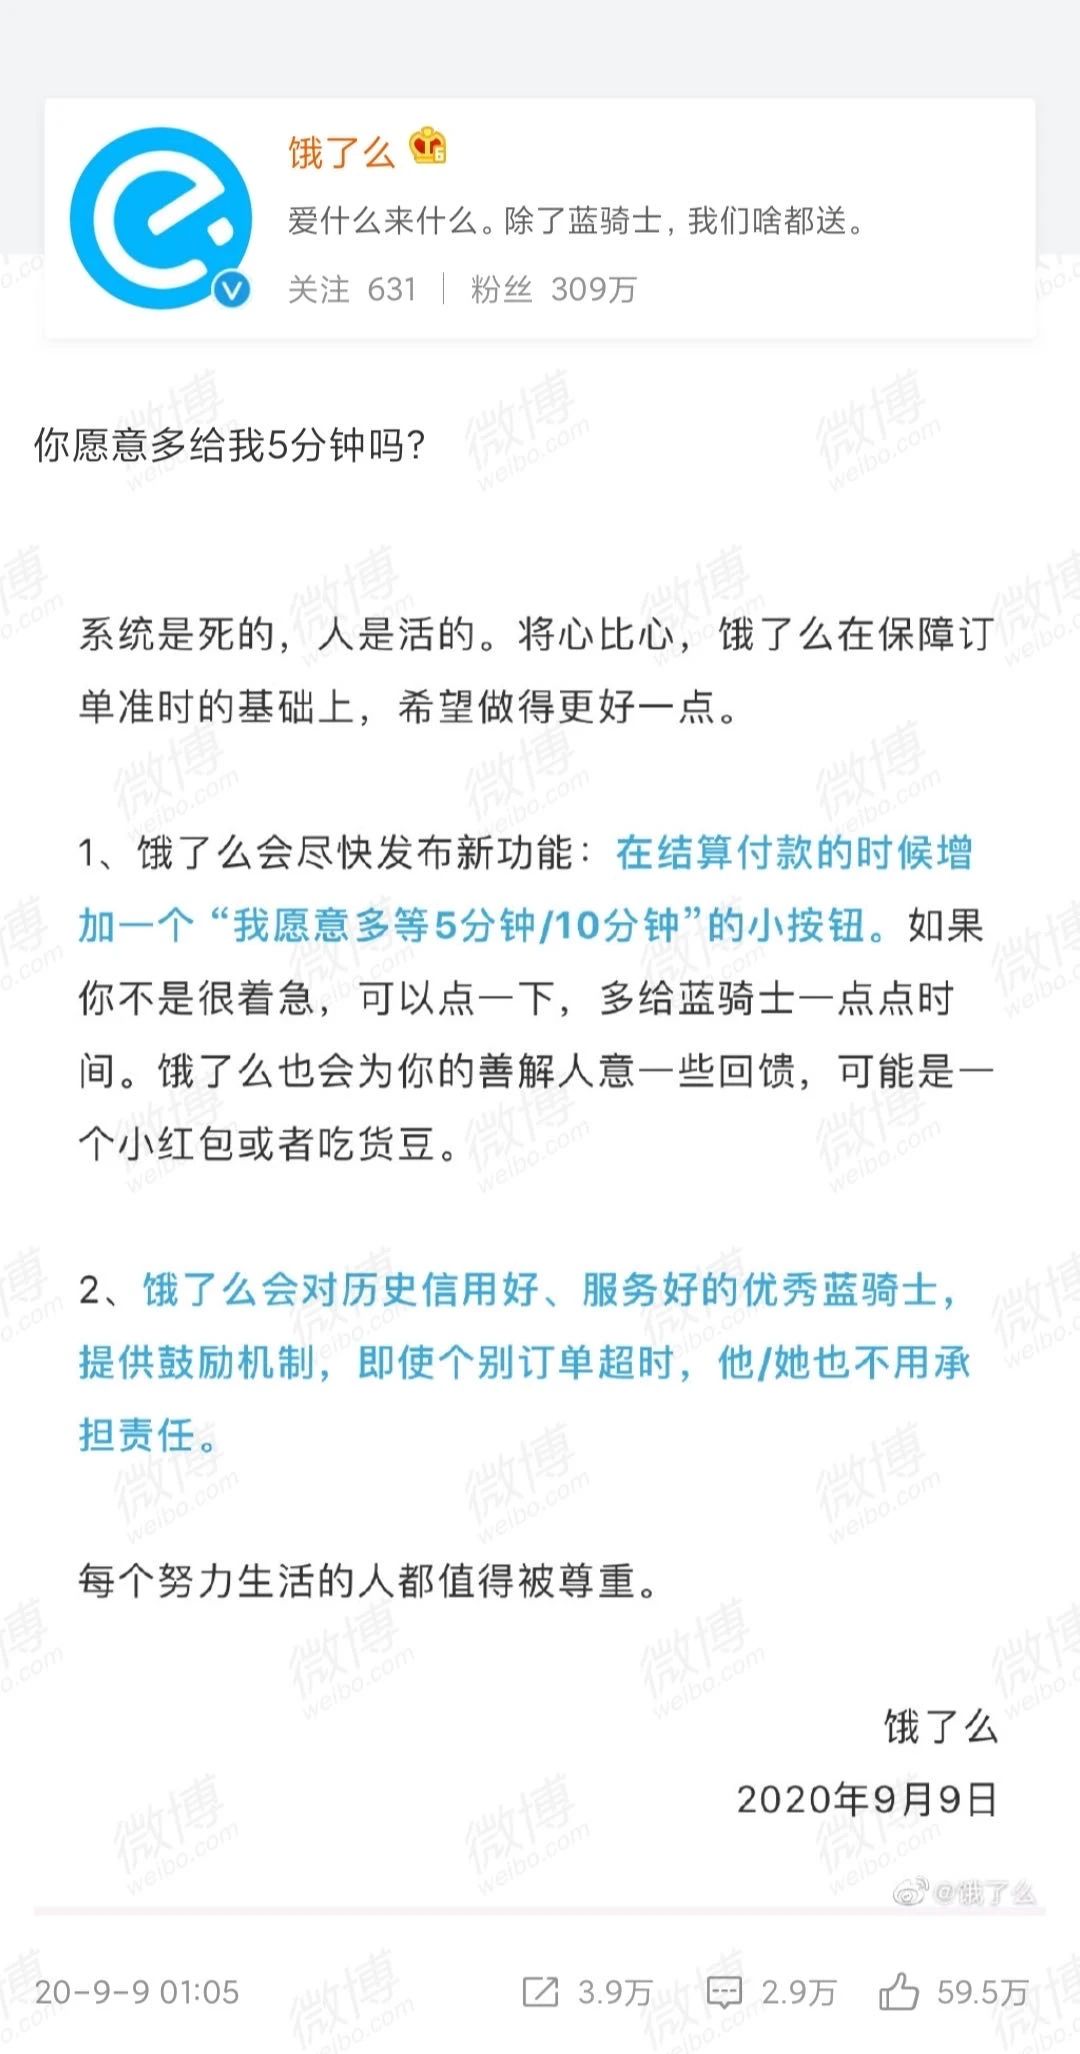 饿了么
爱什么来什么。除了蓝骑士，我们啥都送。
关注 631 | 粉丝 309万
你愿意多给我5分钟吗？
系统是死的，人是活的。将心比心，饿了么在保障订
单准时的基础上，希望做得更好一点。
1、饿了么会尽快发布新功能：在结算付款的时候增
加一个“我愿意多等5分钟/10分钟”的小按钮。如果
你不是很着急，可以点一下，多给蓝骑士一点点时
间。饿了么也会为你的善解人意一些回馈，可能是一
个小红包或者吃货豆。
2、饿了么会对历史信用好、服务好的优秀蓝骑士，
提供鼓励机制，即使个别订单超时，他/她也不用承
担责任。
每个努力生活的人都值得被尊重。
饿了么
2020年9月9日
@饿了么
20-9-9 01:05 3.9万 2.9万 59.5万
微博
weibo.com